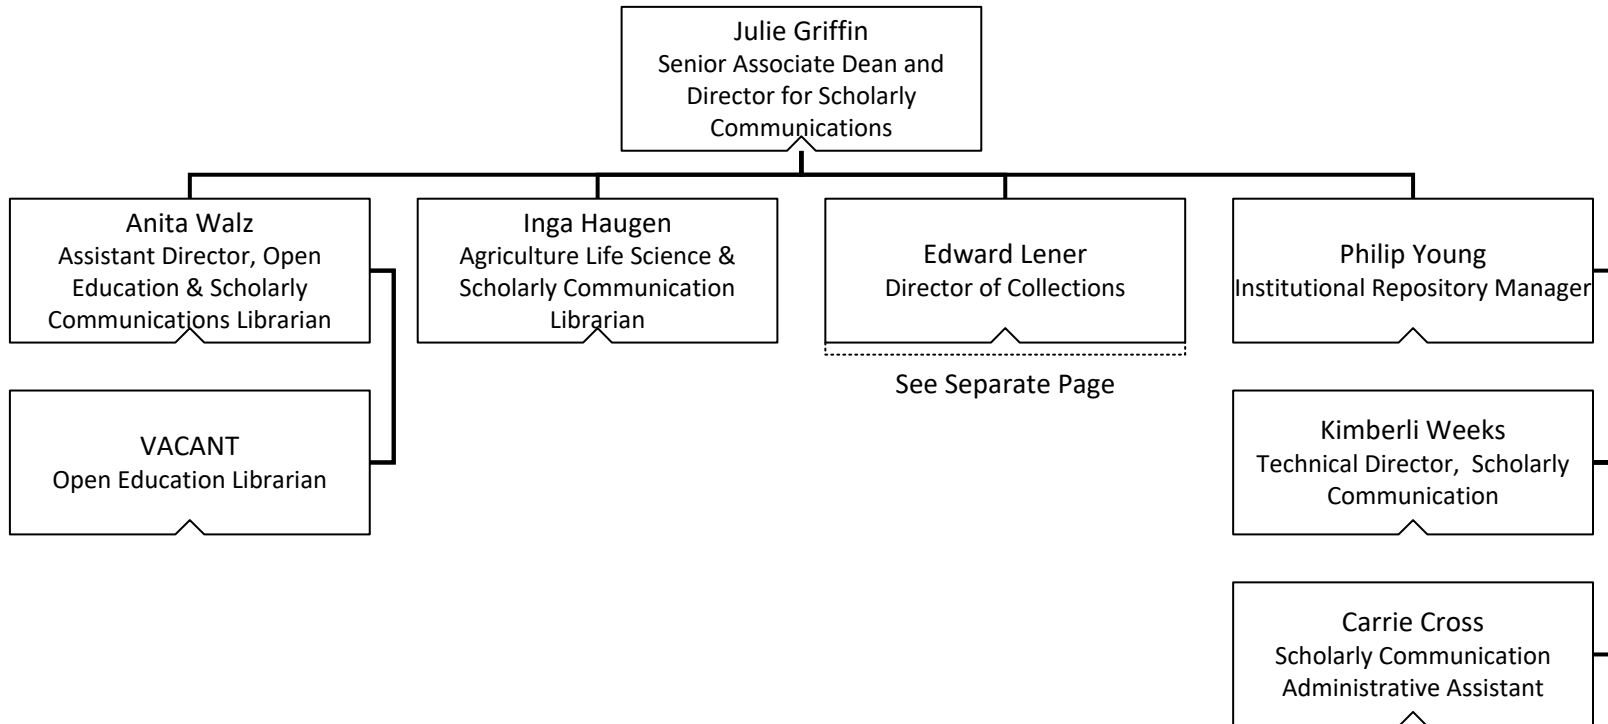 Julie Griffin
Senior Associate Dean and
Director for Scholarly
Communications
Anita Walz
Assistant Director, Open
Education & Scholarly
Communications Librarian
Inga Haugen
Agriculture Life Science &
Scholarly Communication
Librarian
Edward Lener
Director of Collections
See Separate Page
Philip Young
Institutional Repository Manager
VACANT
Open Education Librarian
Kimberli Weeks
Technical Director,  Scholarly
Communication
Carrie Cross
Scholarly Communication
Administrative Assistant